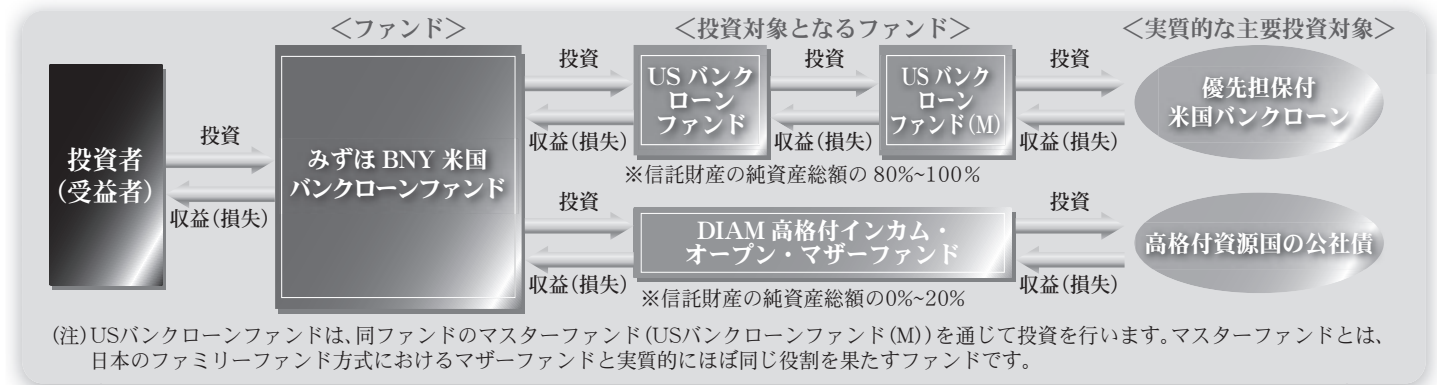 ＜ファンド＞
＜投資対象となるファンド＞
＜実質的な主要投資対象＞
投資者
(受益者)
投資
収益(損失)
みずほ BNY 米国
バンクローンファンド
投資
収益(損失)
US バンク
ローン
ファンド
投資
収益(損失)
US バンク
ローン
ファンド(M)
投資
収益(損失)
優先担保付
米国バンクローン
※信託財産の純資産総額の 80%~100%
投資
収益(損失)
DIAM 高格付インカム・
オープン・マザーファンド
投資
収益(損失)
高格付資源国の公社債
※信託財産の純資産総額の0%~20%
(注)USバンクローンファンドは、同ファンドのマスターファンド(USバンクローンファンド(M))を通じて投資を行います。マスターファンドとは、
日本のファミリーファンド方式におけるマザーファンドと実質的にほぼ同じ役割を果たすファンドです。